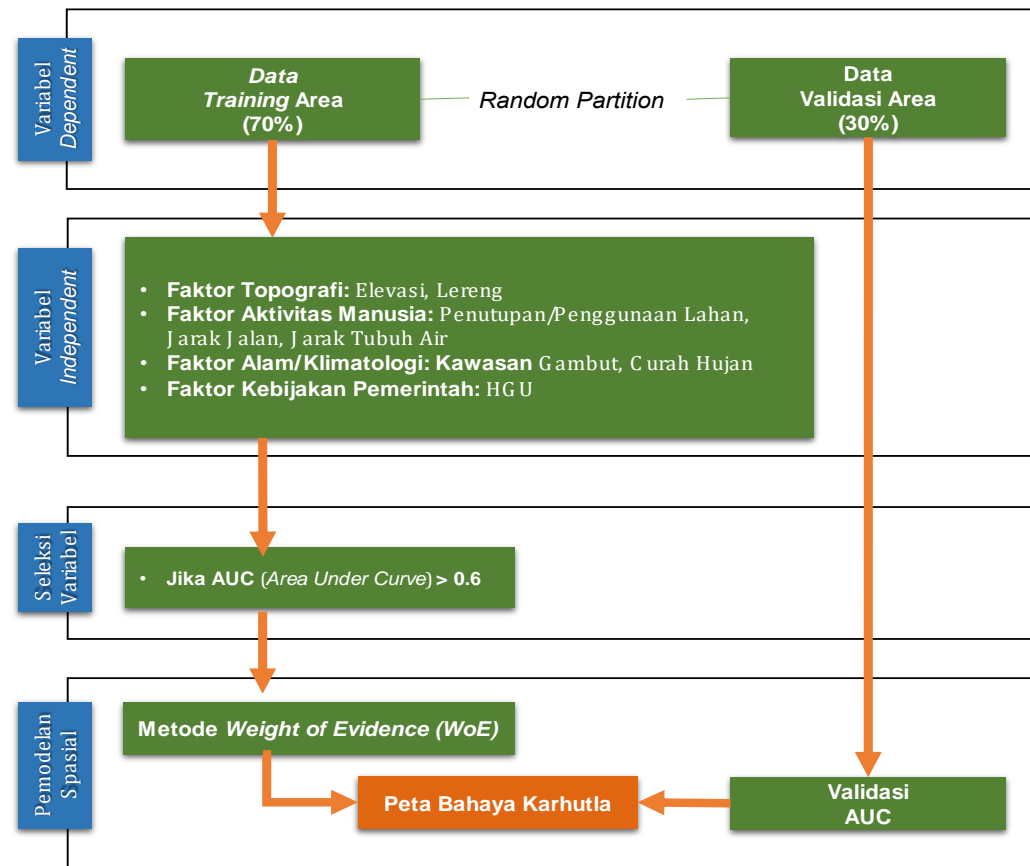 Variabel
Dependent
Data
Training Area
(70%)
Random Partition
Data
Validasi Area
(30%)
Variabel
Independent
• Faktor Topografi: Elevasi, Lereng
• Faktor Aktivitas Manusia: Penutupan/Penggunaan Lahan,
Jarak Jalan, Jarak Tubuh Air
• Faktor Alam/Klimatologi: Kawasan Gambut, Curah Hujan
• Faktor Kebijakan Pemerintah: HGU
Seleksi
Variabel
• Jika AUC (Area Under Curve) > 0.6
Pemodelan
Spasial
Metode Weight of Evidence (WoE)
Peta Bahaya Karhutla
Validasi
AUC